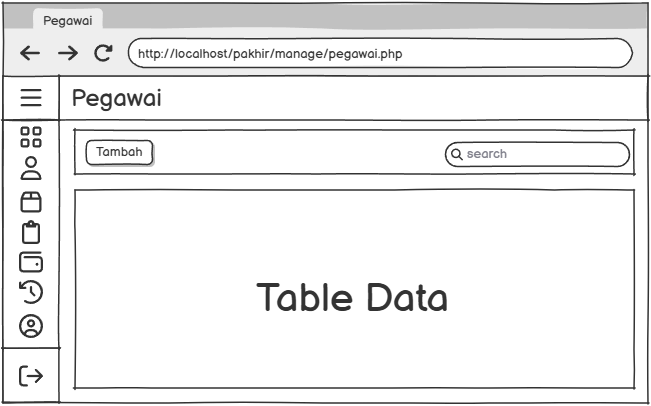 Pegawai
http://localhost/pakhir/manage/pegawai.php
Pegawai
Tambah
search
Table Data